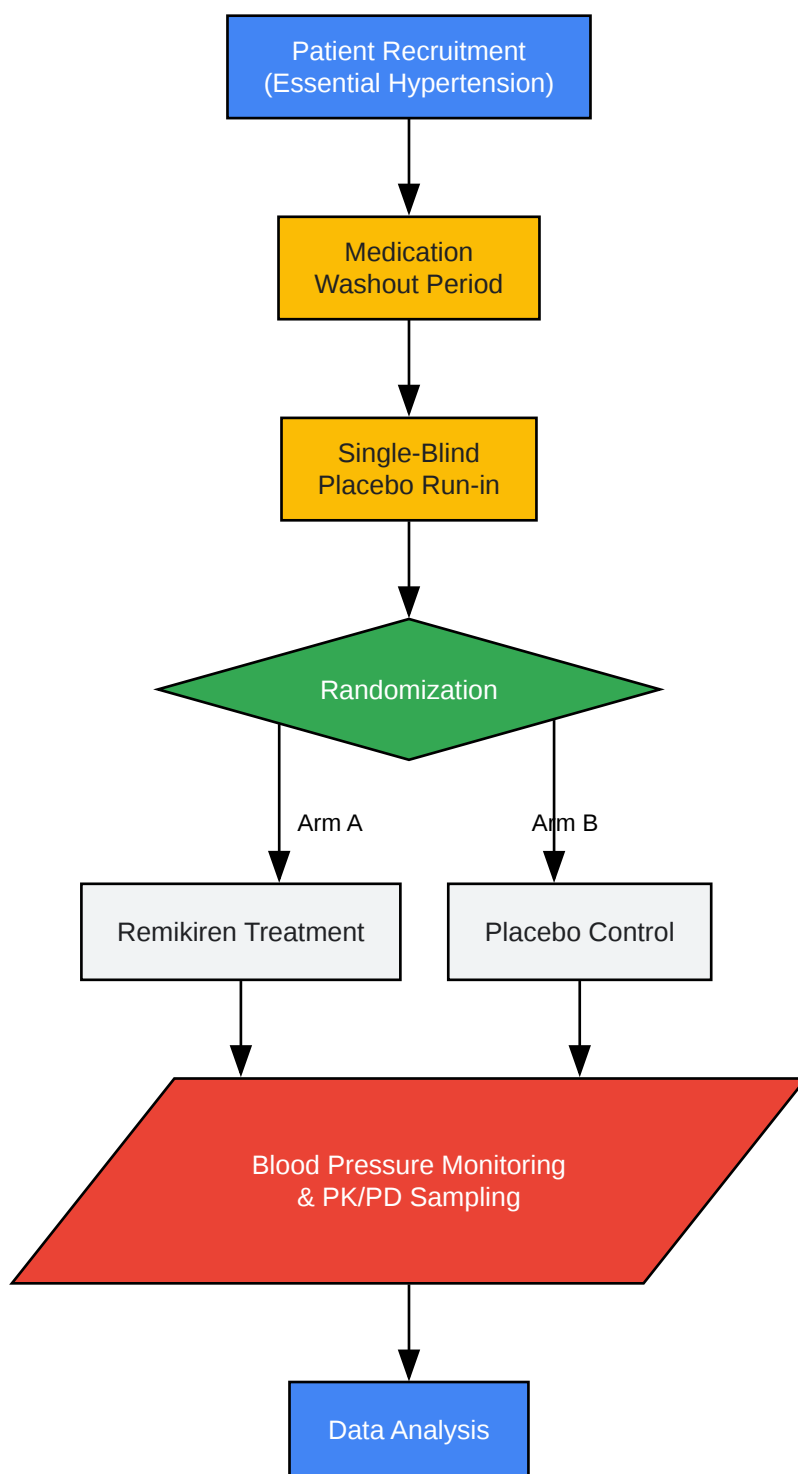 Patient Recruitment
(Essential Hypertension)
Medication
Washout Period
Single-Blind
Placebo Run-in
Randomization
Arm A
Arm B
Remikiren Treatment
Placebo Control
Blood Pressure Monitoring
& PK/PD Sampling
Data Analysis